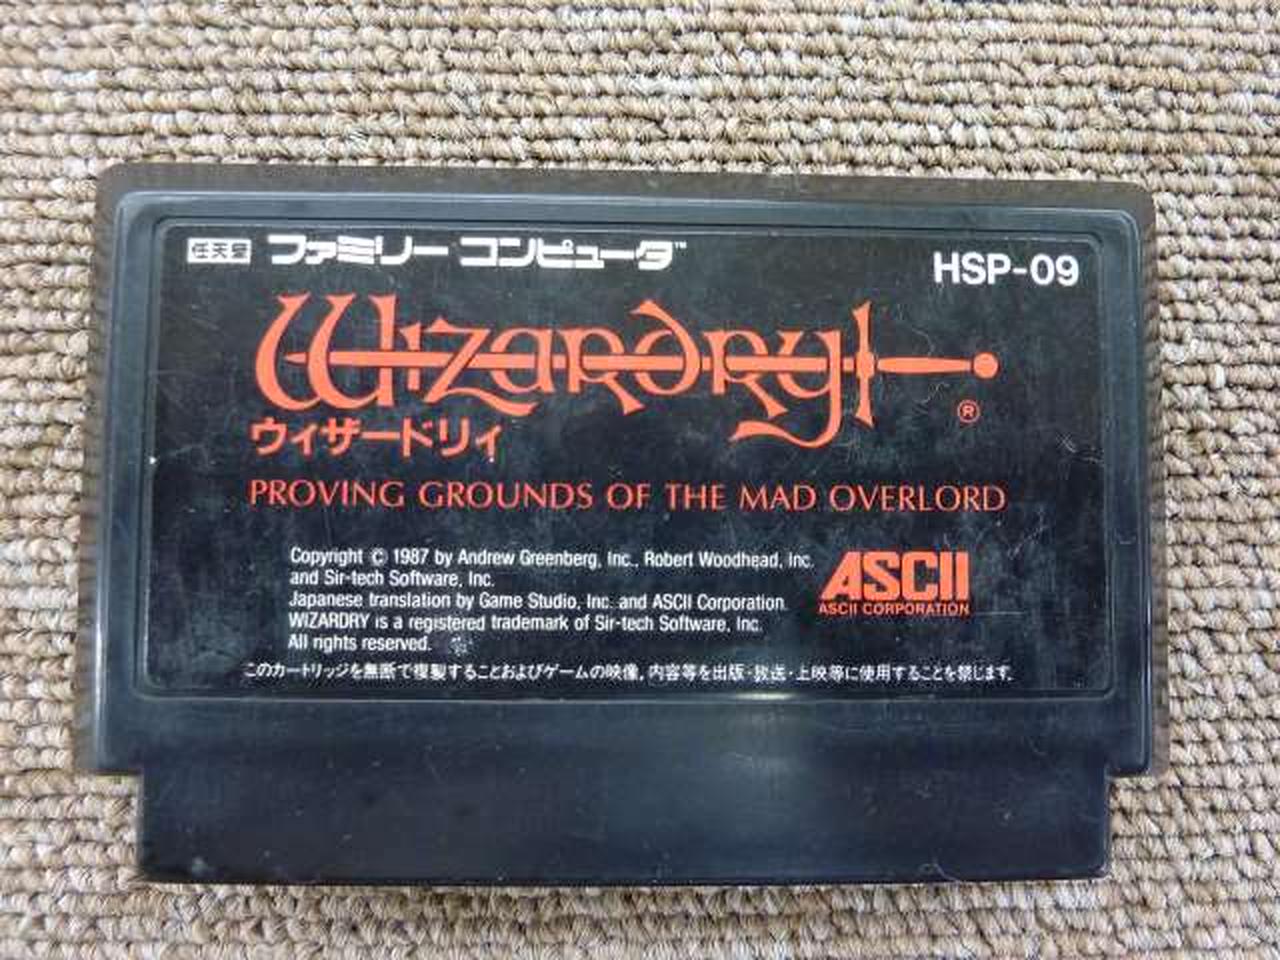 任天堂 ファミリー コンピュータ™
HSP-09
Wizardry
®
ウィザードリィ
PROVING GROUNDS OF THE MAD OVERLORD
Copyright © 1987 by Andrew Greenberg, Inc., Robert Woodhead, Inc.
and Sir-tech Software, Inc.
Japanese translation by Game Studio, Inc. and ASCII Corporation.
WIZARDRY is a registered trademark of Sir-tech Software, Inc.
All rights reserved.
ASCII
ASCII CORPORATION
このカートリッジを無断で複製することおよびゲームの映像、内容等を出版・放送・上映等に使用することを禁じます。